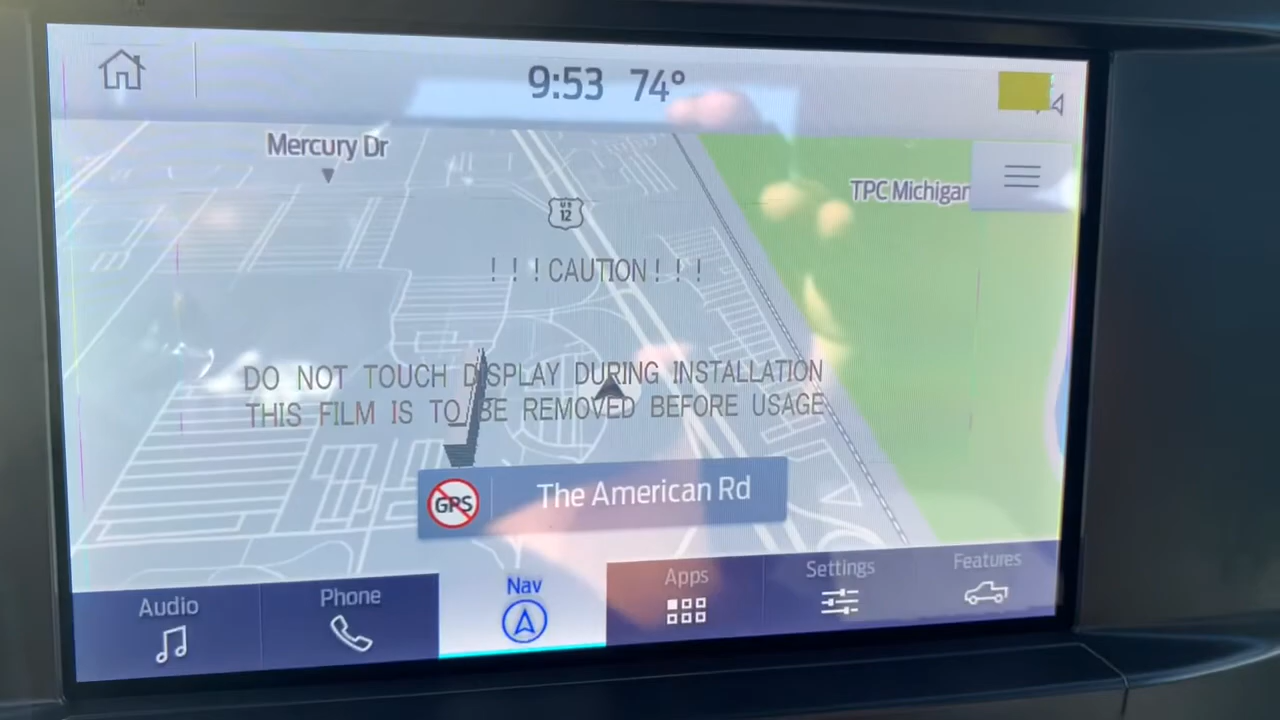 9:53 74°
Mercury Dr
TPC Michigan
US
12
! ! ! CAUTION ! ! !
DO NOT TOUCH DISPLAY DURING INSTALLATION
THIS FILM IS TO BE REMOVED BEFORE USAGE
GPS
The American Rd
Audio
Phone
Nav
Apps
Settings
Features